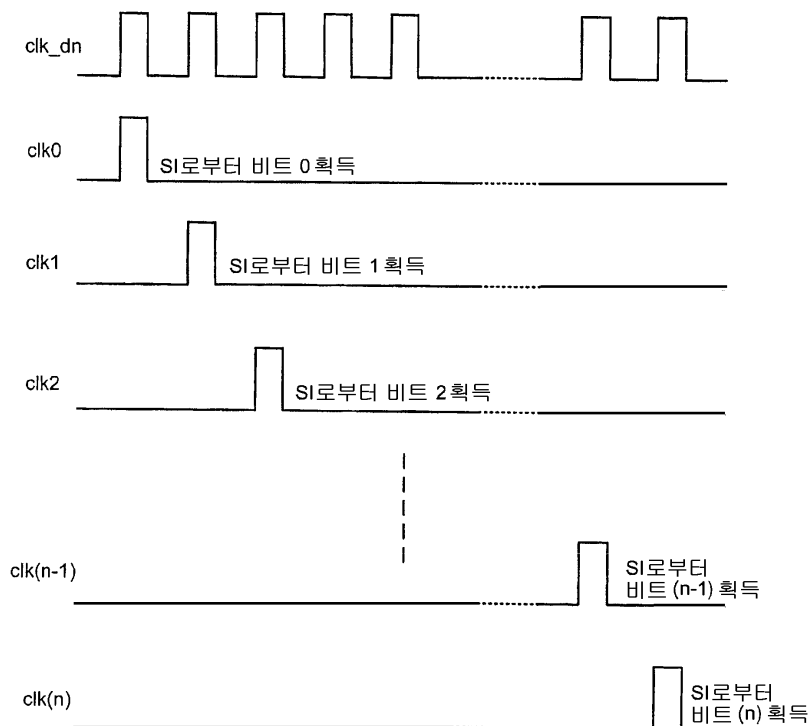 clk_dn
clk0
SI로부터 비트 0획득
clk1
SI로부터 비트 1획득
clk2
SI로부터 비트 2획득
clk(n-1)
SI로부터
비트 (n-1) 획득
clk(n)
SI로부터
비트 (n) 획득